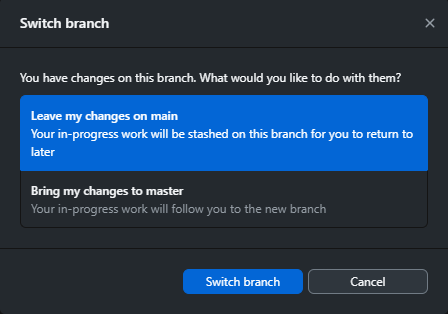 Switch branch
You have changes on this branch. What would you like to do with them?
Leave my changes on main
Your in-progress work will be stashed on this branch for you to return to
later
Bring my changes to master
Your in-progress work will follow you to the new branch
Switch branch
Cancel